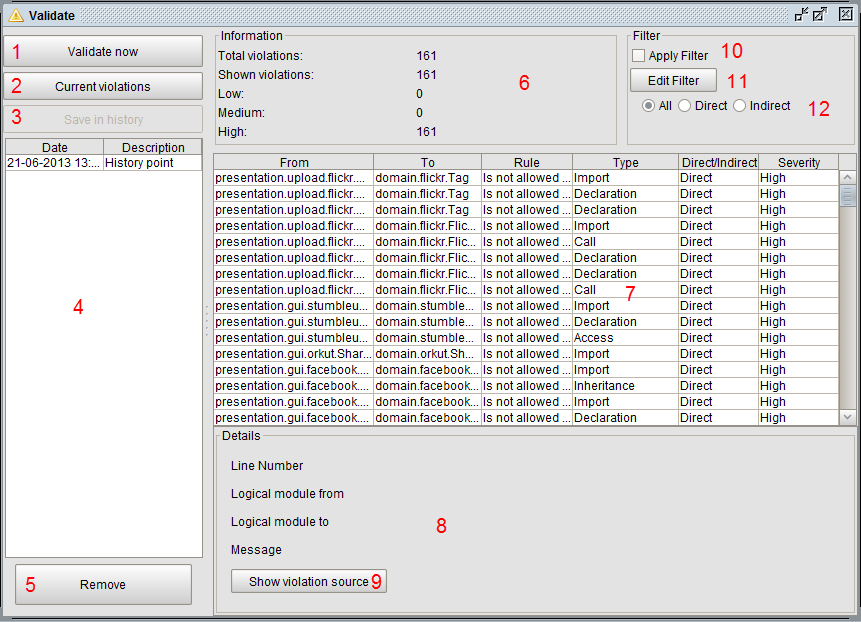 Validate
1 Validate now
2 Current violations
3 Save in history
Date Description
21-06-2013 13:... History point
4
5 Remove
Information
Total violations: 161
Shown violations: 161
Low: 0
Medium: 0
High: 161
6
Filter
Apply Filter 10
Edit Filter 11
All Direct Indirect 12
From To Rule Type Direct/Indirect Severity
presentation.upload.flickr.... domain.flickr.Tag Is not allowed ... Import Direct High
presentation.upload.flickr.... domain.flickr.Tag Is not allowed ... Declaration Direct High
presentation.upload.flickr.... domain.flickr.Tag Is not allowed ... Declaration Direct High
presentation.upload.flickr.... domain.flickr.Flic... Is not allowed ... Import Direct High
presentation.upload.flickr.... domain.flickr.Flic... Is not allowed ... Call Direct High
presentation.upload.flickr.... domain.flickr.Flic... Is not allowed ... Declaration Direct High
presentation.upload.flickr.... domain.flickr.Flic... Is not allowed ... Declaration Direct High
presentation.upload.flickr.... domain.flickr.Flic... Is not allowed ... Call Direct High
7
presentation.gui.stumbleu... domain.stumble... Is not allowed ... Import Direct High
presentation.gui.stumbleu... domain.stumble... Is not allowed ... Declaration Direct High
presentation.gui.stumbleu... domain.stumble... Is not allowed ... Access Direct High
presentation.gui.orkut.Shar... domain.orkut.Sh... Is not allowed ... Import Direct High
presentation.gui.facebook.... domain.facebook... Is not allowed ... Import Direct High
presentation.gui.facebook.... domain.facebook... Is not allowed ... Inheritance Direct High
presentation.gui.facebook.... domain.facebook... Is not allowed ... Import Direct High
presentation.gui.facebook.... domain.facebook... Is not allowed ... Declaration Direct High
Details
Line Number
Logical module from
Logical module to
8
Message
Show violation source 9